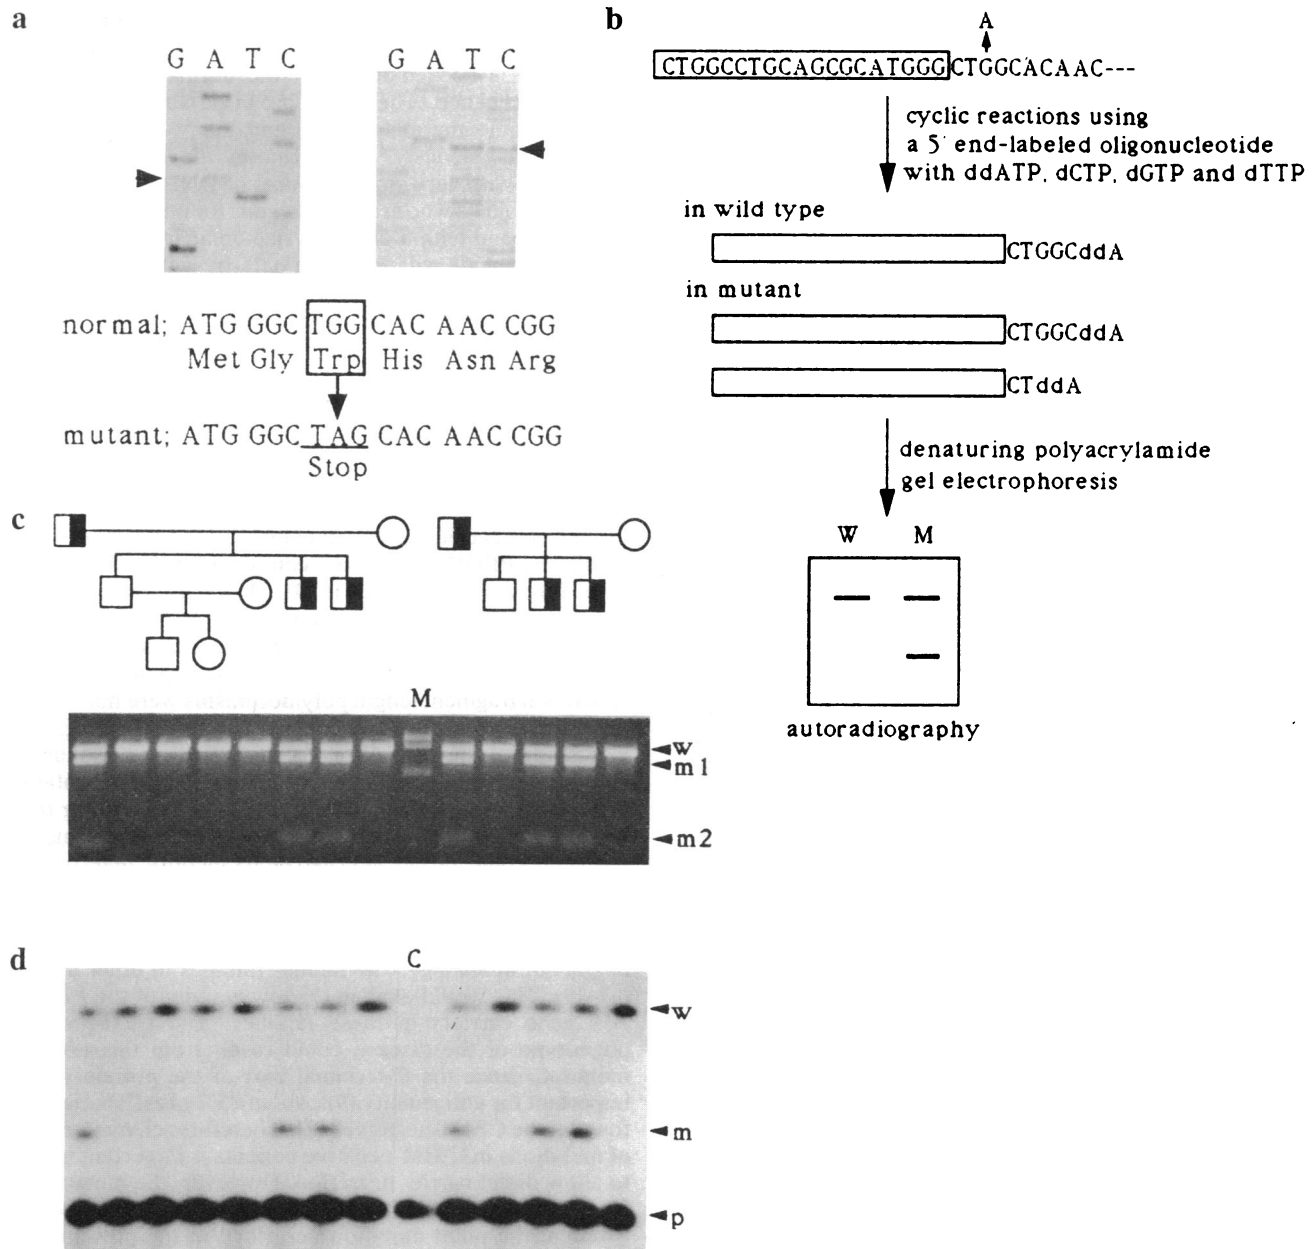 a
G A T C
G A T C
normal; ATG GGC TGG CAC AAC CGG
Met Gly Trp His Asn Arg
mutant; ATG GGC TAG CAC AAC CGG
Stop
b
A
CTGGCCTGCAGCGCATGGGCTGGCACAAC---
cyclic reactions using
a 5' end-labeled oligonucleotide
with ddATP, dCTP, dGTP and dTTP
in wild type
CTGGCddA
in mutant
CTGGCddA
CTddA
denaturing polyacrylamide
gel electrophoresis
W M
autoradiography
c
M
w
m1
m2
d
C
w
m
p